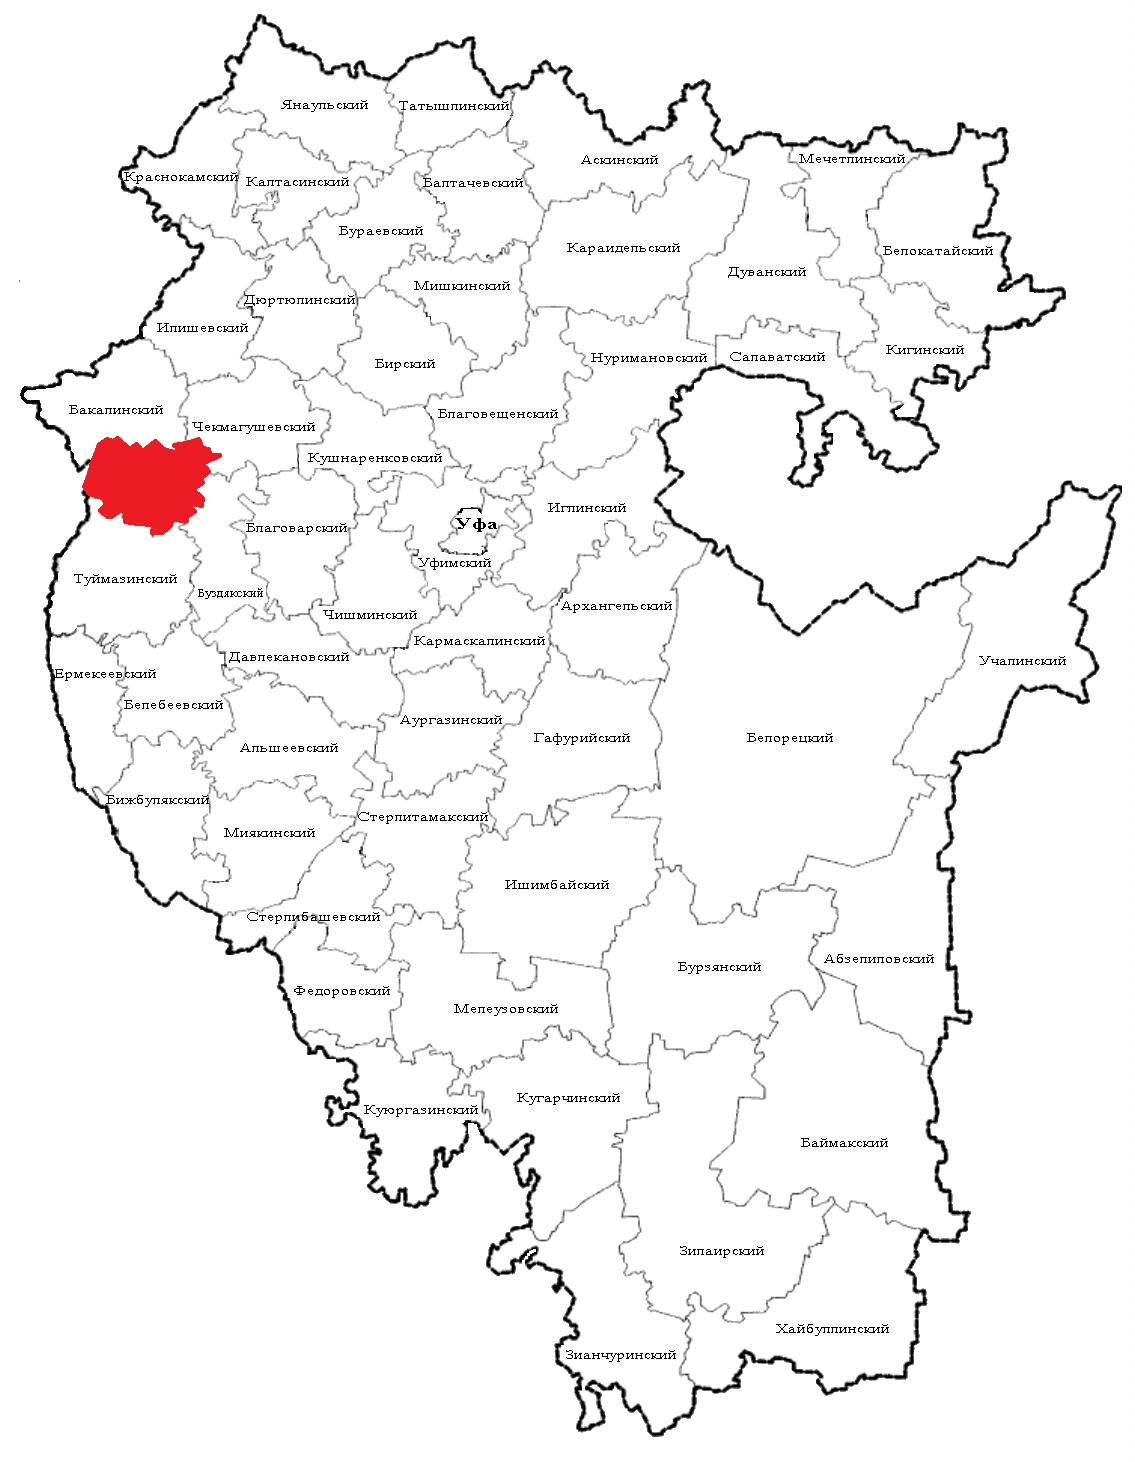 Янаульский
Татышлинский
Аскинский
Мечетлинский
Краснокамский
Калтасинский
Балтачевский
Бураевский
Караидельский
Белокатайский
Дуванский
Мишкинский
Дюртюлинский
Илишевский
Бирский
Нуримановский
Салаватский
Кигинский
Бакалинский
Благовещенский
Чекмагушевский
Кушнаренковский
Иглинский
Уфа
Благоварский
Уфимский
Туймазинский
Буздякский
Архангельский
Чишминский
Кармаскалинский
Давлекановский
Учалинский
Ермекеевский
Белебеевский
Аургазинский
Гафурийский
Белорецкий
Альшеевский
Бижбулякский
Стерлитамакский
Миякинский
Ишимбайский
Стерлибашевский
Абзелиловский
Бурзянский
Федоровский
Мелеузовский
Кугарчинский
Куюргазинский
Баймакский
Зилаирский
Хайбуллинский
Зианчуринский